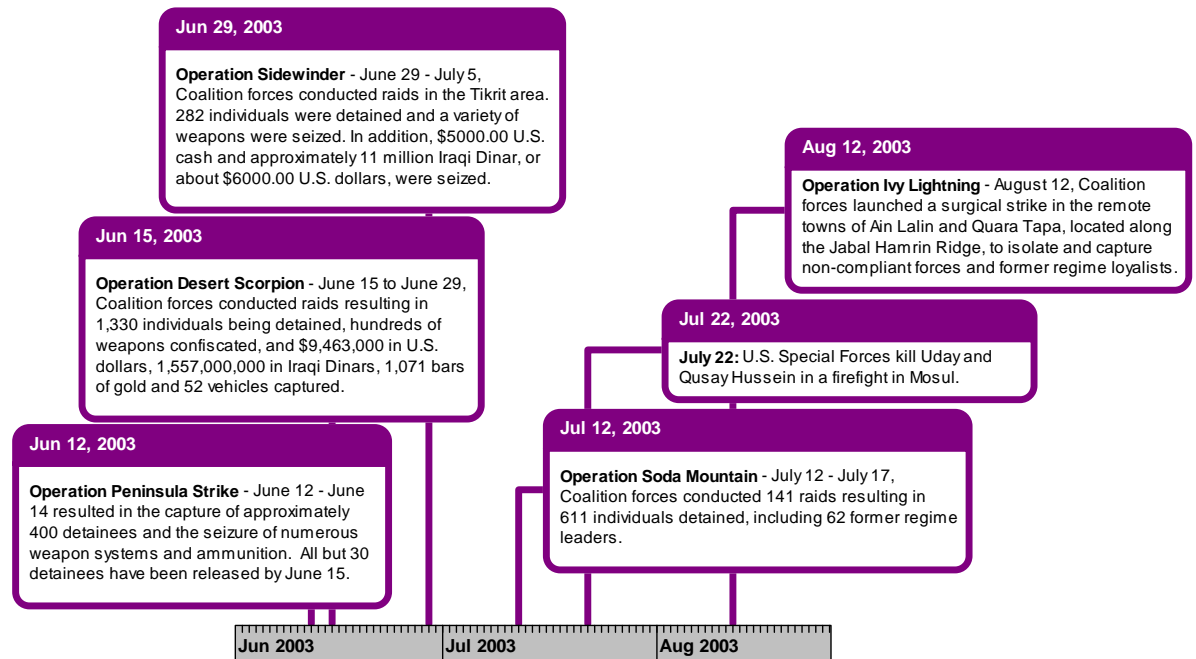 Jun 29, 2003
Operation Sidewinder - June 29 - July 5,
Coalition forces conducted raids in the Tikrit area.
282 individuals were detained and a variety of
weapons were seized. In addition, $5000.00 U.S.
cash and approximately 11 million Iraqi Dinar, or
about $6000.00 U.S. dollars, were seized.
Jun 15, 2003
Operation Desert Scorpion - June 15 to June 29,
Coalition forces conducted raids resulting in
1,330 individuals being detained, hundreds of
weapons confiscated, and $9,463,000 in U.S.
dollars, 1,557,000,000 in Iraqi Dinars, 1,071 bars
of gold and 52 vehicles captured.
Jun 12, 2003
Operation Peninsula Strike - June 12 - June
14 resulted in the capture of approximately
400 detainees and the seizure of numerous
weapon systems and ammunition. All but 30
detainees have been released by June 15.
Aug 12, 2003
Operation Ivy Lightning - August 12, Coalition
forces launched a surgical strike in the remote
towns of Ain Lalin and Quara Tapa, located along
the Jabal Hamrin Ridge, to isolate and capture
non-compliant forces and former regime loyalists.
Jul 22, 2003
July 22: U.S. Special Forces kill Uday and
Qusay Hussein in a firefight in Mosul.
Jul 12, 2003
Operation Soda Mountain - July 12 - July 17,
Coalition forces conducted 141 raids resulting in
611 individuals detained, including 62 former regime
leaders.
Jun 2003
Jul 2003
Aug 2003